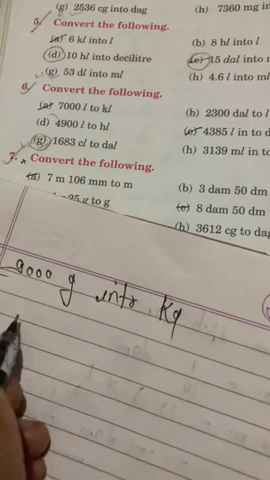 (g) 2536 cg into dag (h) 7360 mg in
5. Convert the following.
(a) 6 kl into l (b) 8 hl into l
(d) 10 hl into decilitre (e) 15 dal into
(g) 53 dl into ml (h) 4.6 l into m
6. Convert the following.
(a) 7000 l to kl (b) 2300 dal to l
(d) 4900 l to hl (e) 4385 l in to d
(g) 1683 cl to dal (h) 3139 ml in to
7. Convert the following.
(a) 7 m 106 mm to m (b) 3 dam 50 dm
25 g to g (e) 8 dam 50 dm
(h) 3612 cg to dag
9000 g into Kg